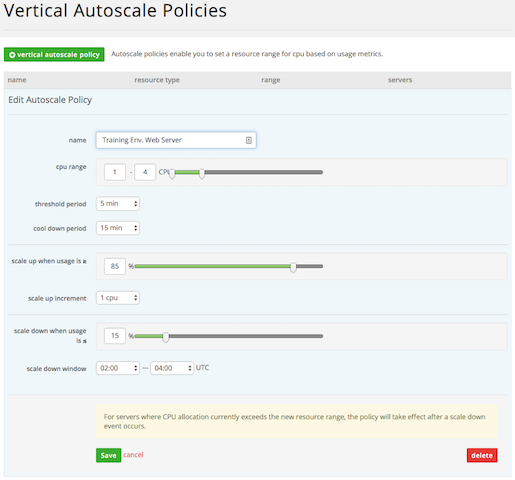 Vertical Autoscale Policies
vertical autoscale policy Autoscale policies enable you to set a resource range for cpu based on usage metrics.
name resource type range servers
Edit Autoscale Policy
name Training Env. Web Server
cpu range 1 - 4 CPU
threshold period 5 min
cool down period 15 min
scale up when usage is ≥ 85 %
scale up increment 1 cpu
scale down when usage
is ≤ 15 %
scale down window 02:00 --- 04:00 UTC
For servers where CPU allocation currently exceeds the new resource range, the policy will take effect after a scale down
event occurs.
Save cancel delete